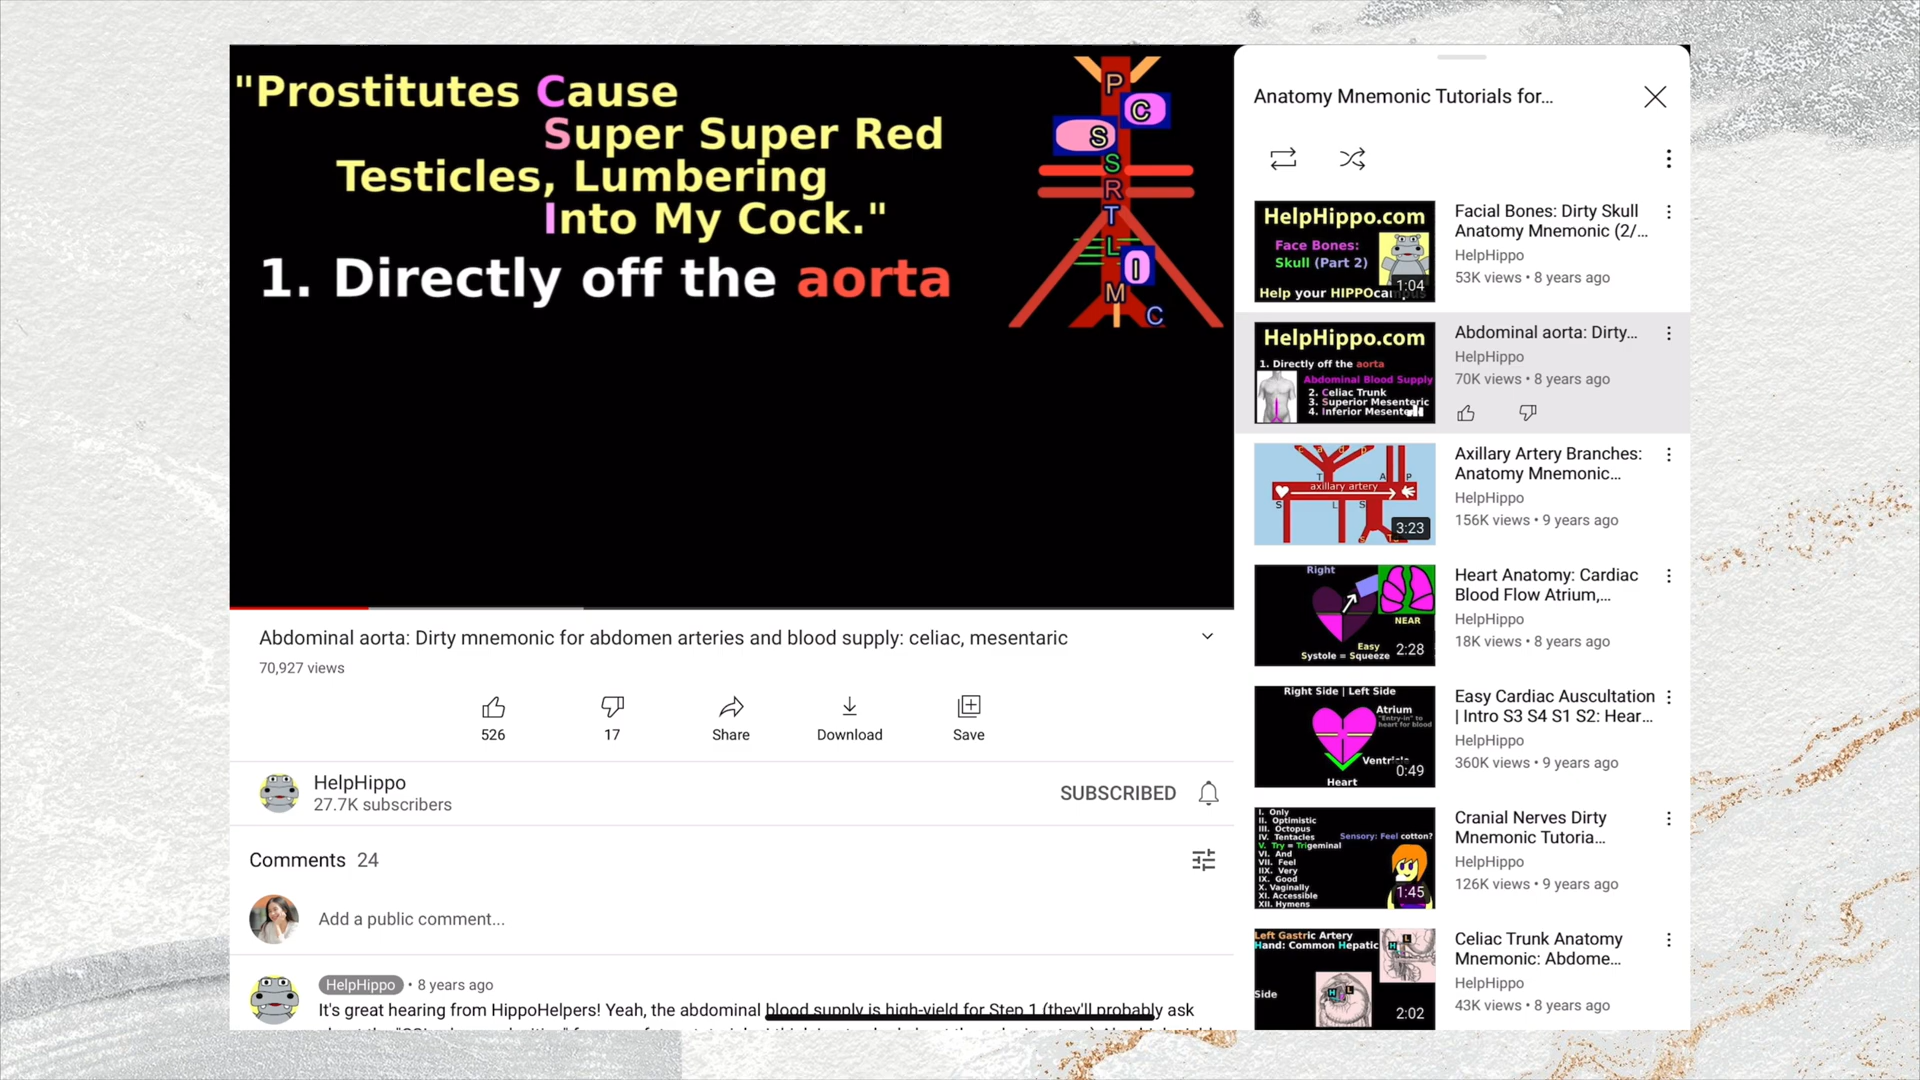 "Prostitutes Cause
Super Super Red
Testicles, Lumbering
Into My Cock."
1. Directly off the aorta
P
C
S
S
R
T
L
I
M
C
Abdominal aorta: Dirty mnemonic for abdomen arteries and blood supply: celiac, mesentaric
70,927 views
526
17
Share
Download
Save
HelpHippo
27.7K subscribers
SUBSCRIBED
Comments 24
Add a public comment...
HelpHippo • 8 years ago
It's great hearing from HippoHelpers! Yeah, the abdominal blood supply is high-yield for Step 1 (they'll probably ask
Anatomy Mnemonic Tutorials for...
HelpHippo.com
Face Bones:
Skull (Part 2)
1:04
Help your
Facial Bones: Dirty Skull
Anatomy Mnemonic (2/...
HelpHippo
53K views • 8 years ago
HelpHippo.com
1. Directly off the aorta
Abdominal Blood Supply
2. Celiac Trunk
3. Superior Mesenteric
4. Inferior
Abdominal aorta: Dirty...
HelpHippo
70K views • 8 years ago
axillary artery
T
A
P
S
L
S
3:23
Axillary Artery Branches:
Anatomy Mnemonic...
HelpHippo
156K views • 9 years ago
Right
NEAR
Easy
Systole = Squeeze
2:28
Heart Anatomy: Cardiac
Blood Flow Atrium,...
HelpHippo
18K views • 8 years ago
Right Side | Left Side
Atrium
"Entry-in" to
heart for blood
Heart
0:49
Easy Cardiac Auscultation
| Intro S3 S4 S1 S2: Hear...
HelpHippo
360K views • 9 years ago
I. Only
II. Optimistic
III. Octopus
IV. Tentacles
V. Try = Trigeminal
VI. And
VII. Feel
IIX. Very
IX. Good
X. Vaginally
XI. Accessible
XII. Hymens
Sensory: Feel cotton?
1:45
Cranial Nerves Dirty
Mnemonic Tutoria...
HelpHippo
126K views • 9 years ago
Left Gastric Artery
Hand: Common Hepatic
H
L
H
L
Side
2:02
Celiac Trunk Anatomy
Mnemonic: Abdome...
HelpHippo
43K views • 8 years ago